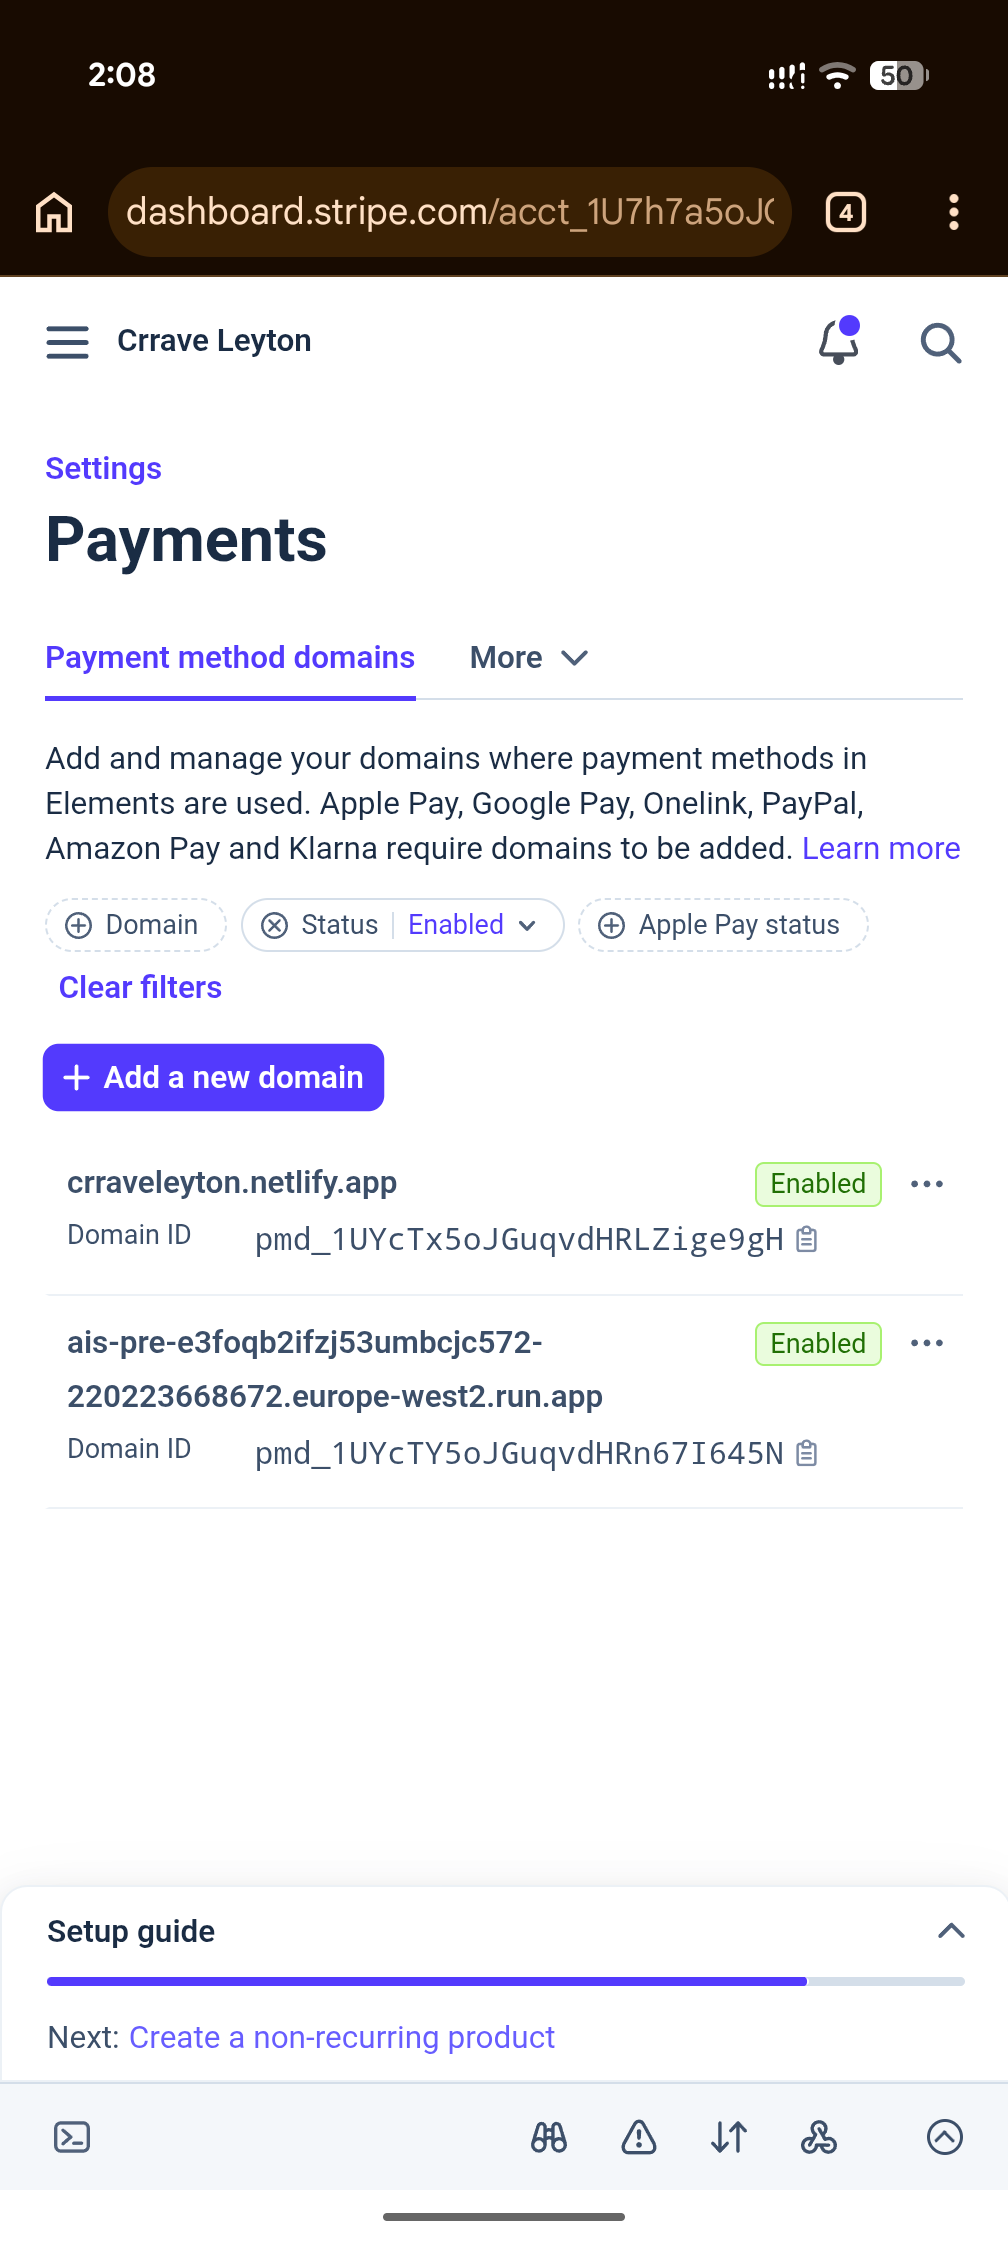 2:08
50
dashboard.stripe.com/acct_1U7h7a5oJG
4
Crrave Leyton
Settings
Payments
Payment method domains More
Add and manage your domains where payment methods in
Elements are used. Apple Pay, Google Pay, Onelink, PayPal,
Amazon Pay and Klarna require domains to be added. Learn more
Domain Status Enabled Apple Pay status
Clear filters
Add a new domain
crraveleyton.netlify.app Enabled
Domain ID pmd_1UYcTx5oJGuqvdHRLZige9gH
ais-pre-e3foqb2ifzj53umbcjc572- Enabled
220223668672.europe-west2.run.app
Domain ID pmd_1UYcTY5oJGuqvdHRn67I645N
Setup guide
Next: Create a non-recurring product